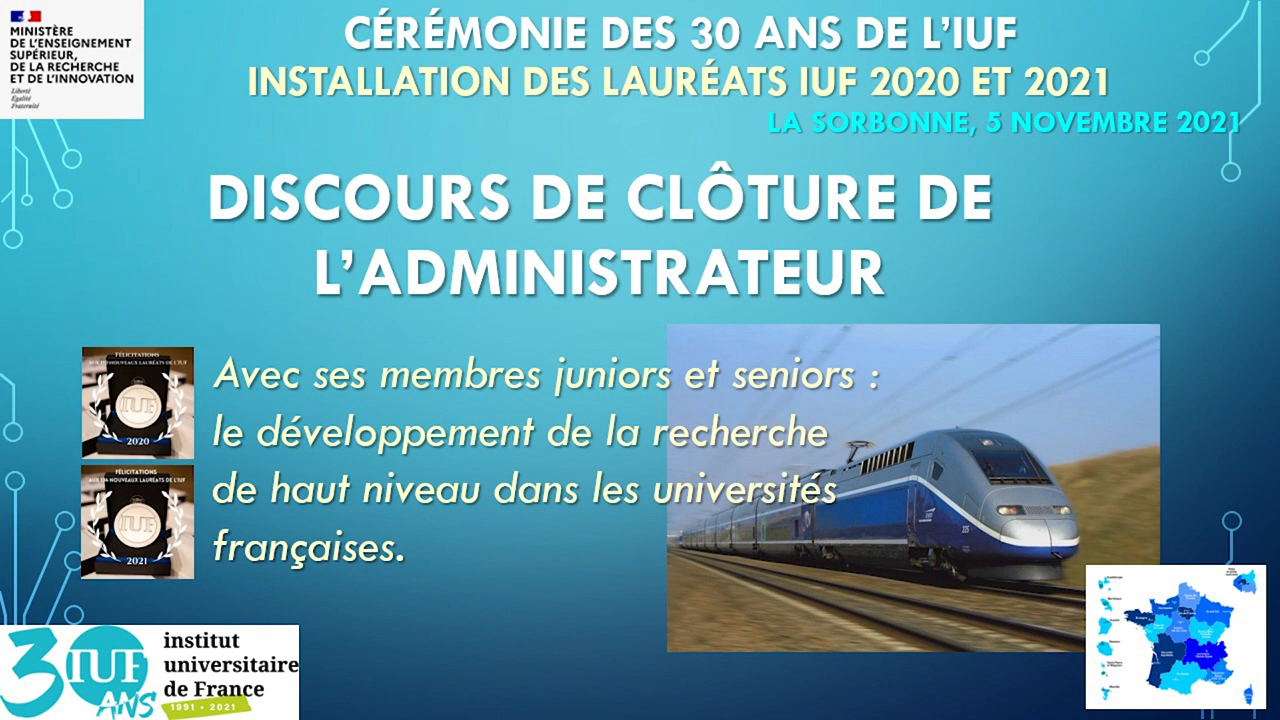 MINISTÈRE
DE L'ENSEIGNEMENT
SUPÉRIEUR,
DE LA RECHERCHE
ET DE L'INNOVATION
Liberté
Égalité
Fraternité
CÉRÉMONIE DES 30 ANS DE L'IUF
INSTALLATION DES LAURÉATS IUF 2020 ET 2021
LA SORBONNE, 5 NOVEMBRE 2021
DISCOURS DE CLÔTURE DE
L'ADMINISTRATEUR
FÉLICITATIONS
IUF
2020
FÉLICITATIONS
IUF
2021
Avec ses membres juniors et seniors :
le développement de la recherche
de haut niveau dans les universités
françaises.
30 IUF
ANS
institut
universitaire
de France
1991 • 2021